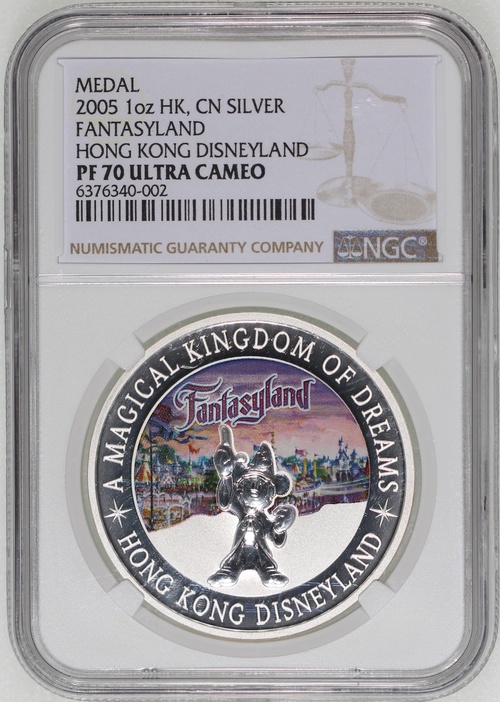 MEDAL
2005 1oz HK, CN SILVER
FANTASYLAND
HONG KONG DISNEYLAND
PF 70 ULTRA CAMEO
6376340-002
NUMISMATIC GUARANTY COMPANY
NGC®
A MAGICAL KINGDOM OF DREAMS
Fantasyland
HONG KONG DISNEYLAND